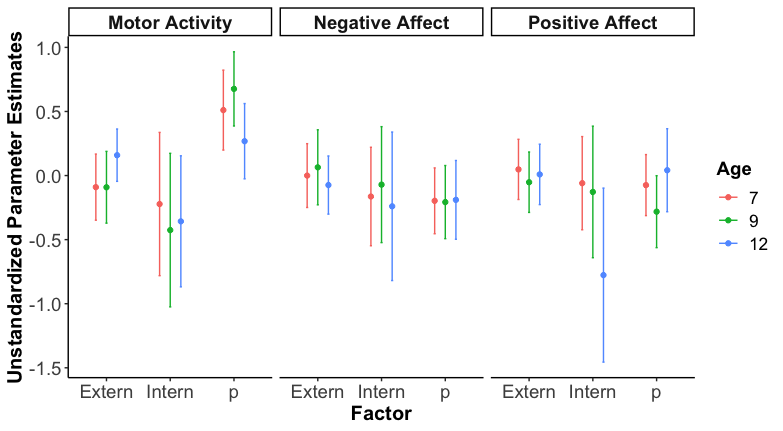 Motor Activity Negative Affect Positive Affect
Unstandardized Parameter Estimates
1.0
0.5
0.0
-0.5
-1.0
-1.5
Extern Intern p Extern Intern p Extern Intern p
Factor
Age
7
9
12